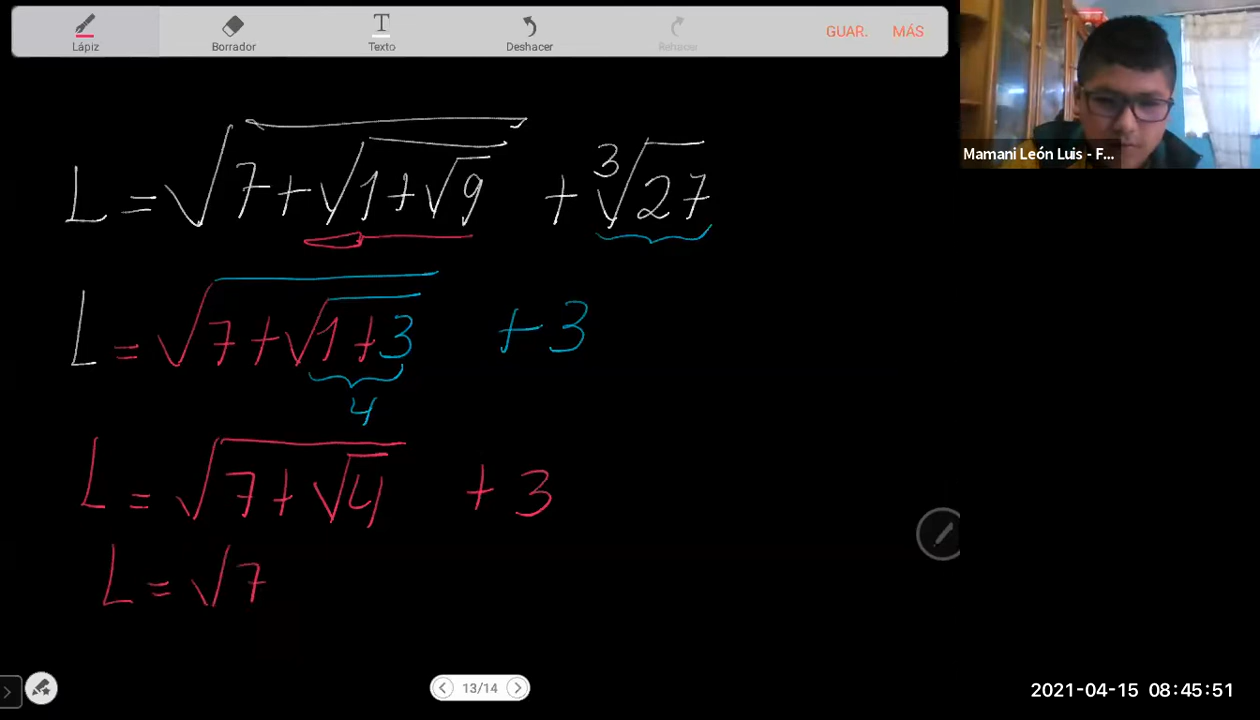 Lápiz Borrador Texto Deshacer Rehacer GUAR. MÁS
Mamani León Luis - F...
L = √(7 + √(1 + √9)) + ∛27
L = √(7 + √(1 + 3)) + 3
4
L = √(7 + √4) + 3
L = √7
13/14
2021-04-15 08:45:51